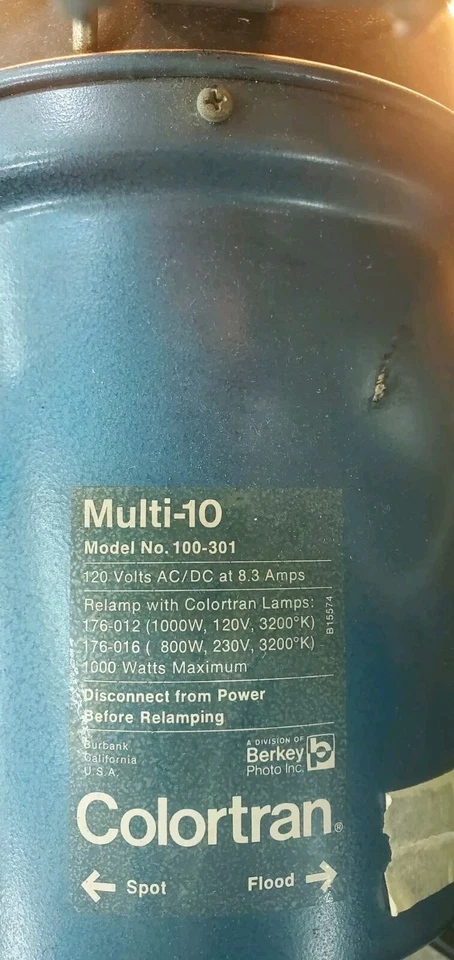 Multi-10
Model No. 100-301
120 Volts AC/DC at 8.3 Amps
Relamp with Colortran Lamps:
176-012 (1000W, 120V, 3200°K)
176-016 ( 800W, 230V, 3200°K)
1000 Watts Maximum
B15574
Disconnect from Power
Before Relamping
Burbank
California
U.S.A.
A DIVISION OF
Berkey
Photo Inc.
Colortran®
← Spot
Flood →